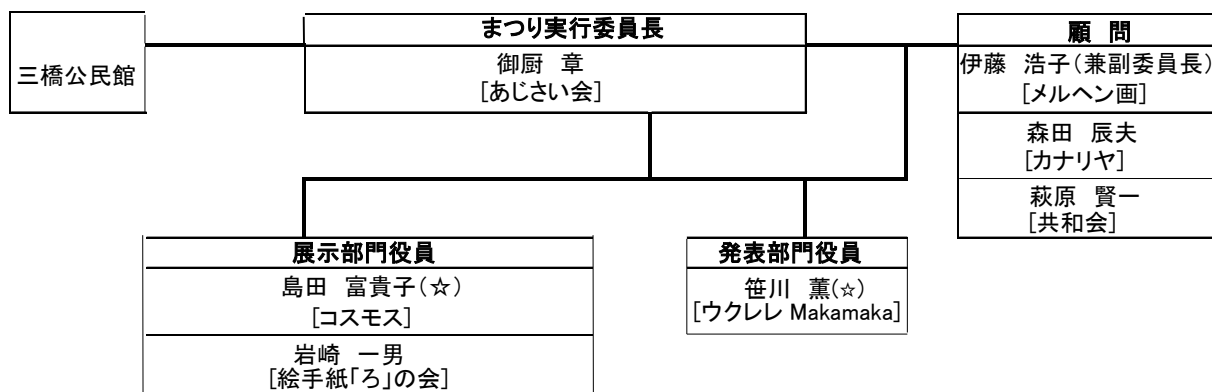 三橋公民館
まつり実行委員長
御厨 章
[あじさい会]
顧 問
伊藤 浩子(兼副委員長)
[メルヘン画]
森田 辰夫
[カナリヤ]
萩原 賢一
[共和会]
展示部門役員
島田 富貴子(☆)
[コスモス]
岩崎 一男
[絵手紙「ろ」の会]
発表部門役員
笹川 薫(☆)
[ウクレレ Makamaka]